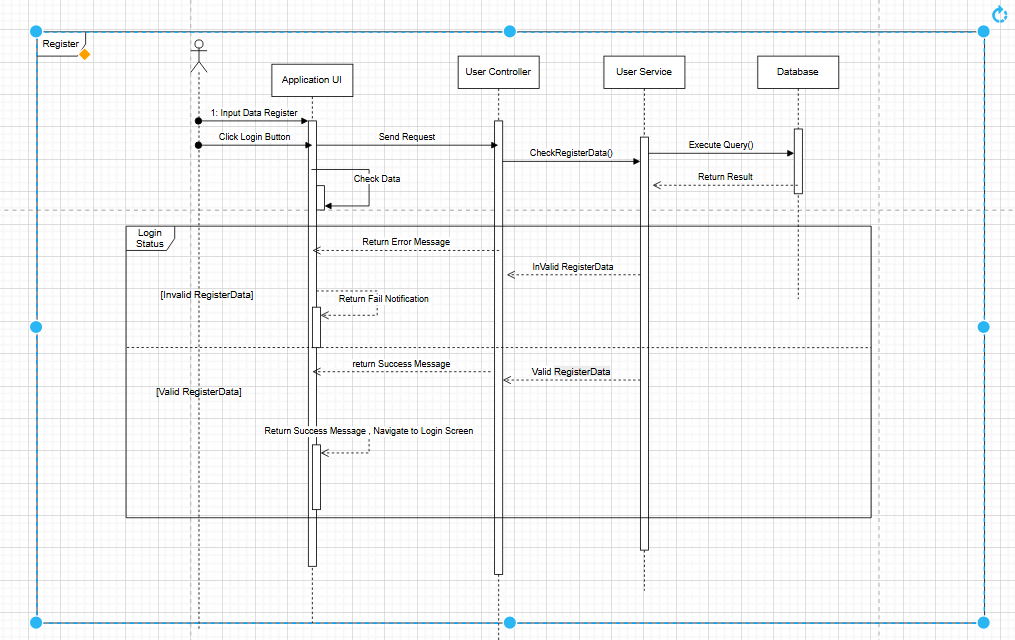 Register
Application UI
User Controller
User Service
Database
1: Input Data Register
Click Login Button
Send Request
Execute Query()
CheckRegisterData()
Return Result
Check Data
Login
Status
Return Error Message
InValid RegisterData
[Invalid RegisterData]
Return Fail Notification
return Success Message
Valid RegisterData
[Valid RegisterData]
Return Success Message , Navigate to Login Screen